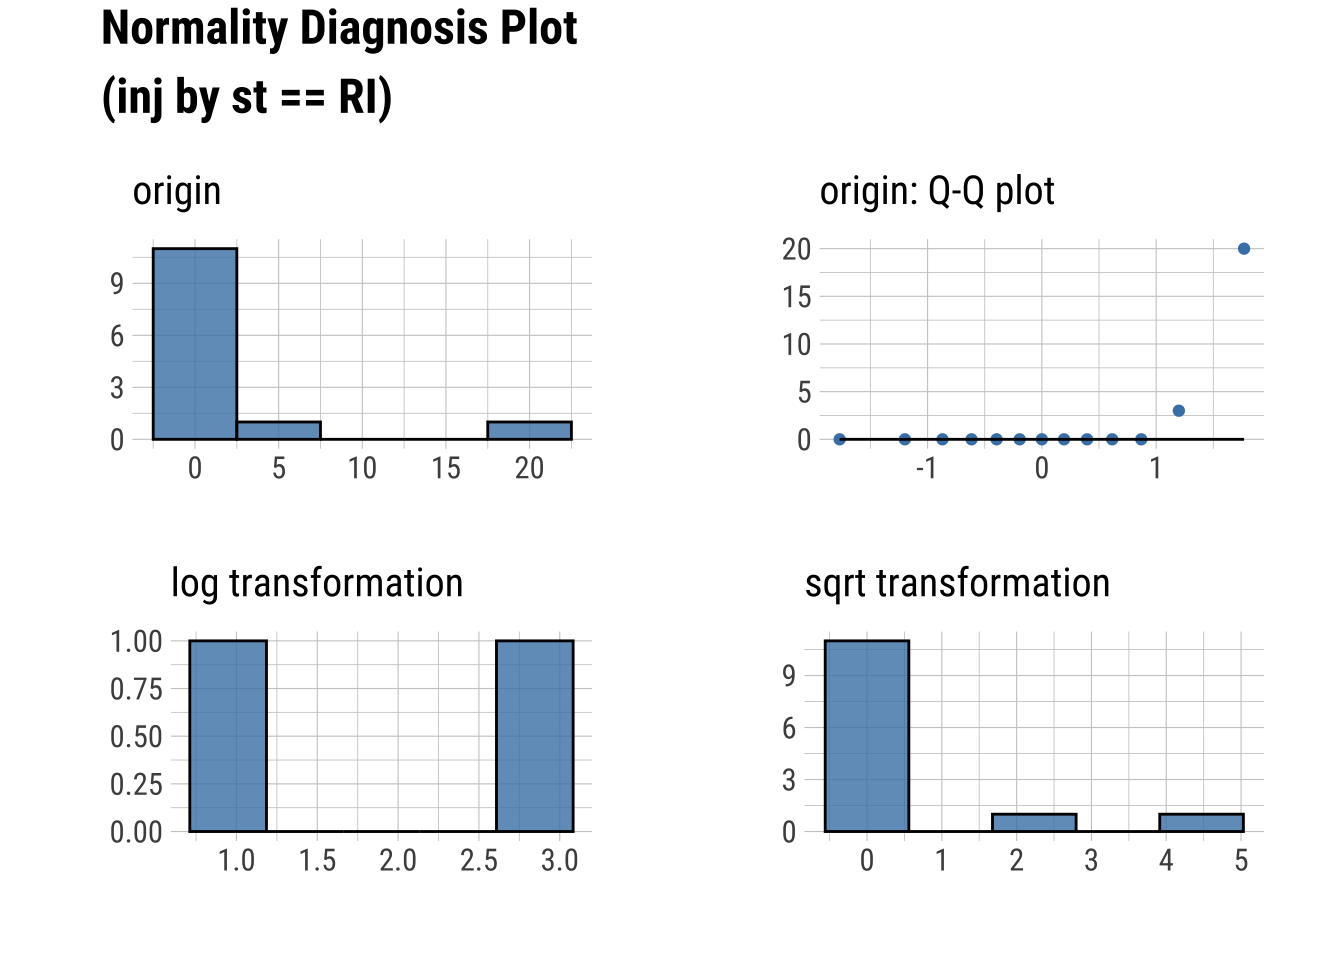 Normality Diagnosis Plot
(inj by st == RI)
origin
9
6
3
0
0 5 10 15 20
origin: Q-Q plot
20
15
10
5
0
-1 0 1
log transformation
1.00
0.75
0.50
0.25
0.00
1.0 1.5 2.0 2.5 3.0
sqrt transformation
9
6
3
0
0 1 2 3 4 5